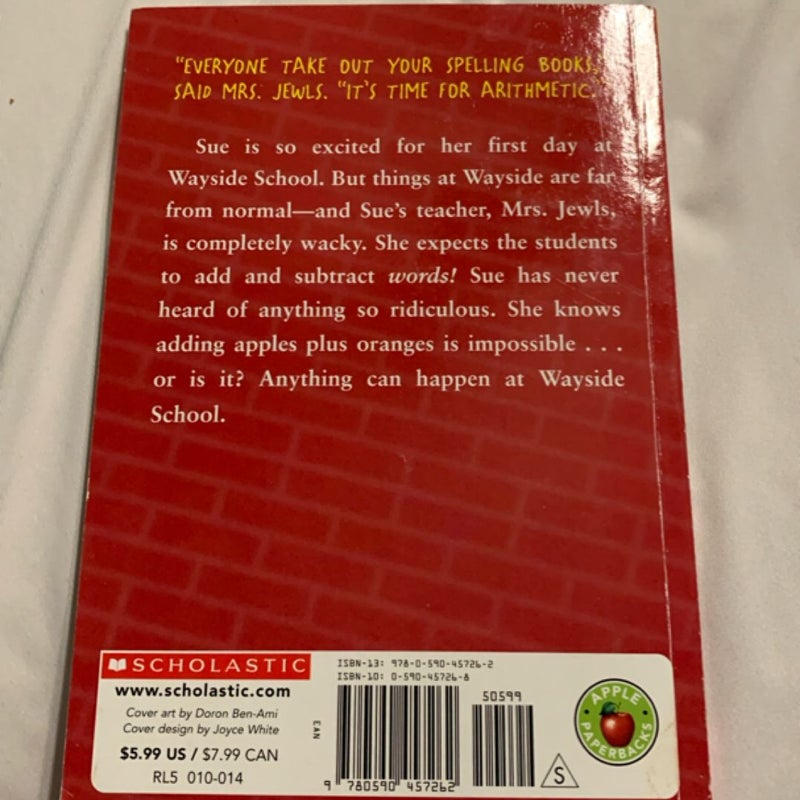 "EVERYONE TAKE OUT YOUR SPELLING BOOKS,"
SAID MRS. JEWLS. "IT'S TIME FOR ARITHMETIC."
Sue is so excited for her first day at
Wayside School. But things at Wayside are far
from normal—and Sue's teacher, Mrs. Jewls,
is completely wacky. She expects the students
to add and subtract words! Sue has never
heard of anything so ridiculous. She knows
adding apples plus oranges is impossible . . .
or is it? Anything can happen at Wayside
School.
SCHOLASTIC
www.scholastic.com
Cover art by Doron Ben-Ami
Cover design by Joyce White
$5.99 US / $7.99 CAN
RL5 010-014
ISBN-13: 978-0-590-45726-2
ISBN-10: 0-590-45726-8
50599
EAN
9 780590 457262
S
APPLE
PAPERBACKS